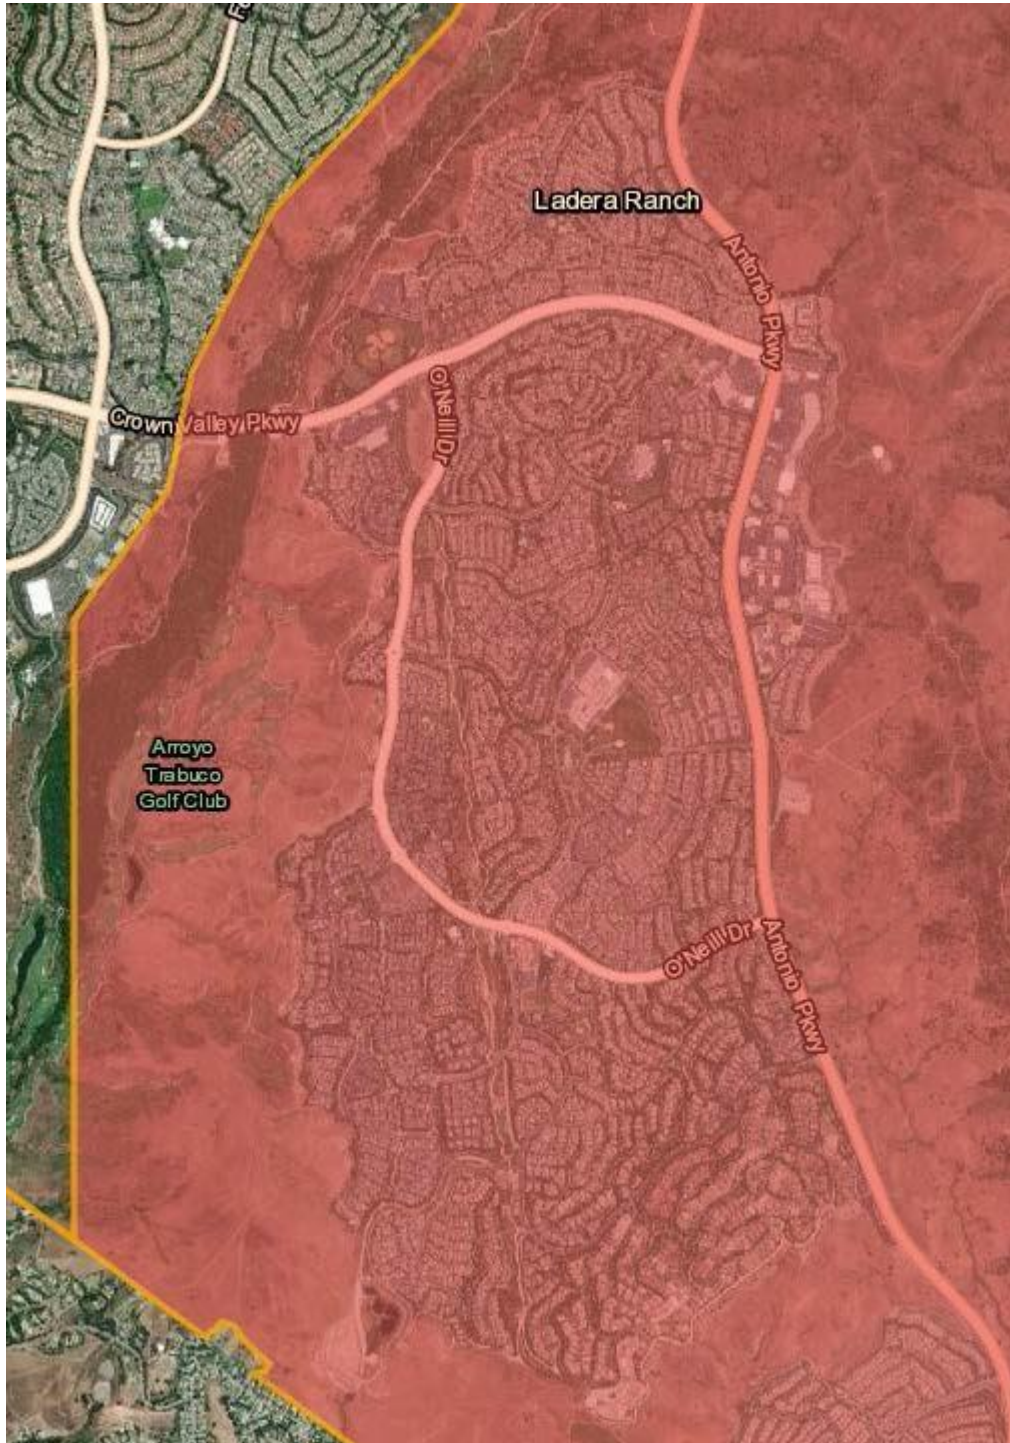 Ladera Ranch
Antonio Pkwy
O'Neill Dr
Crown Valley Pkwy
Arroyo
Trabuco
Golf Club
O'Neill Dr
Antonio Pkwy